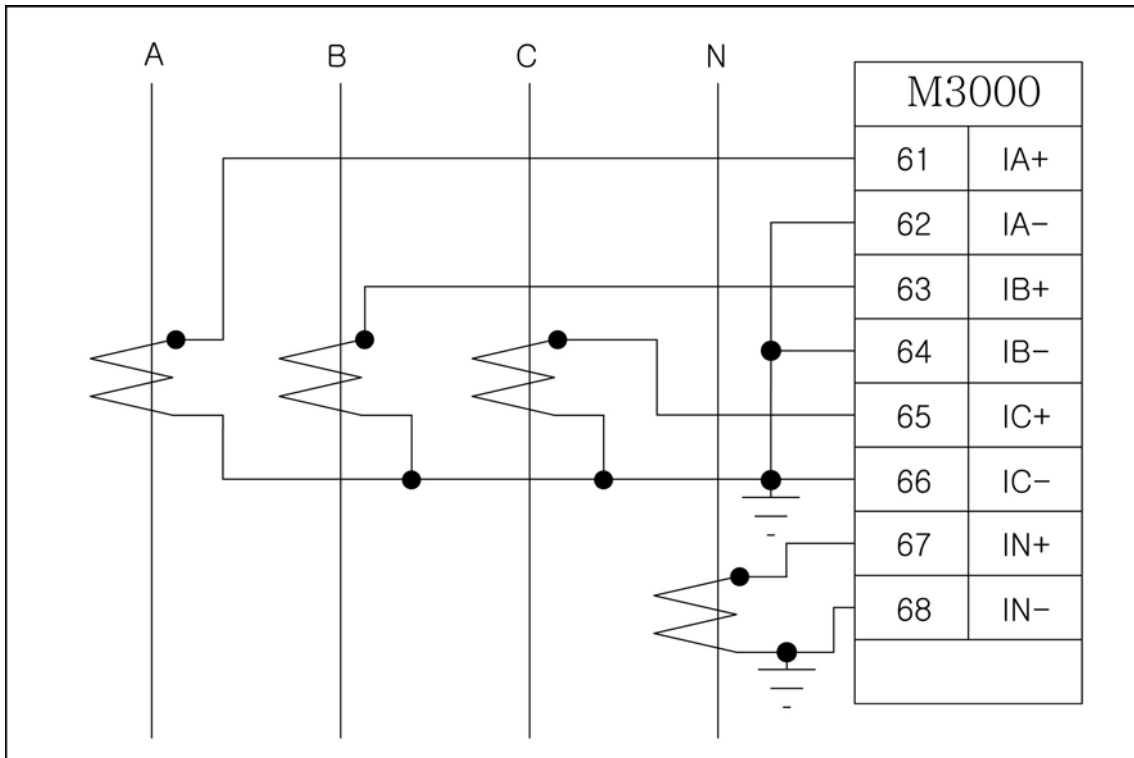 A B C N
M3000
61 IA+
62 IA−
63 IB+
64 IB−
65 IC+
66 IC−
67 IN+
68 IN−